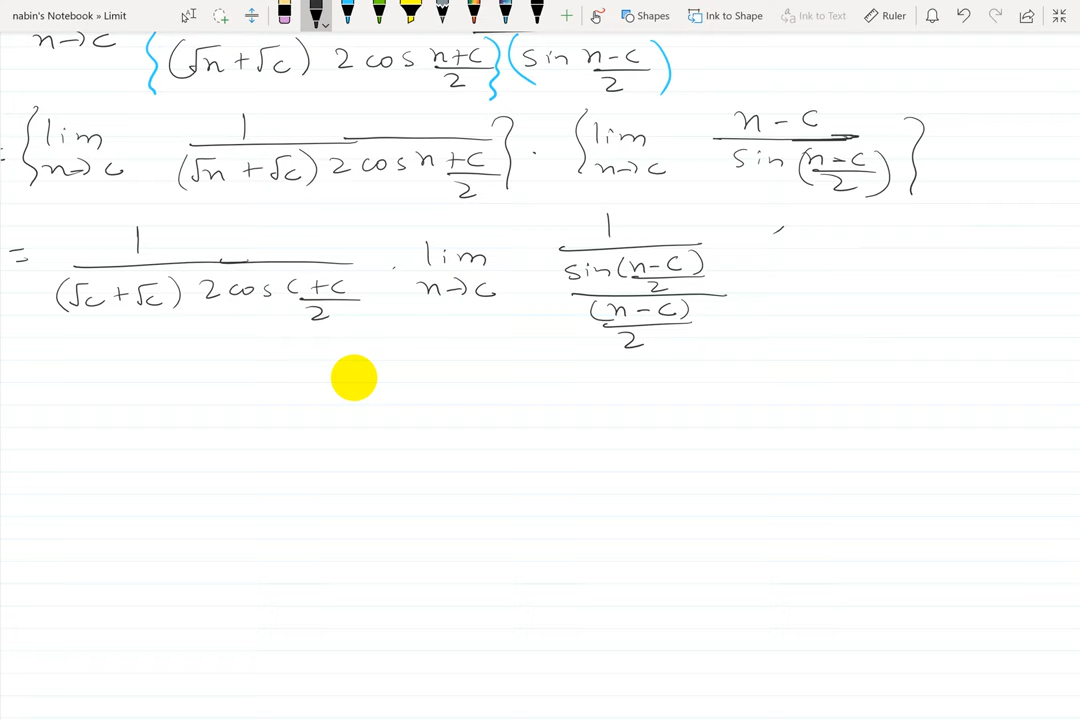 nabin's Notebook » Limit
Shapes
Ink to Shape
Ink to Text
Ruler
n→c {(√n+√c) 2 cos (n+c)/2} (sin (n-c)/2)
= {lim n→c 1/((√n+√c) 2 cos (n+c)/2)} · {lim n→c (n-c)/(sin((n-c)/2))}
= 1/((√c+√c) 2 cos (c+c)/2) · lim n→c 1/(sin((n-c)/2)/((n-c)/2))